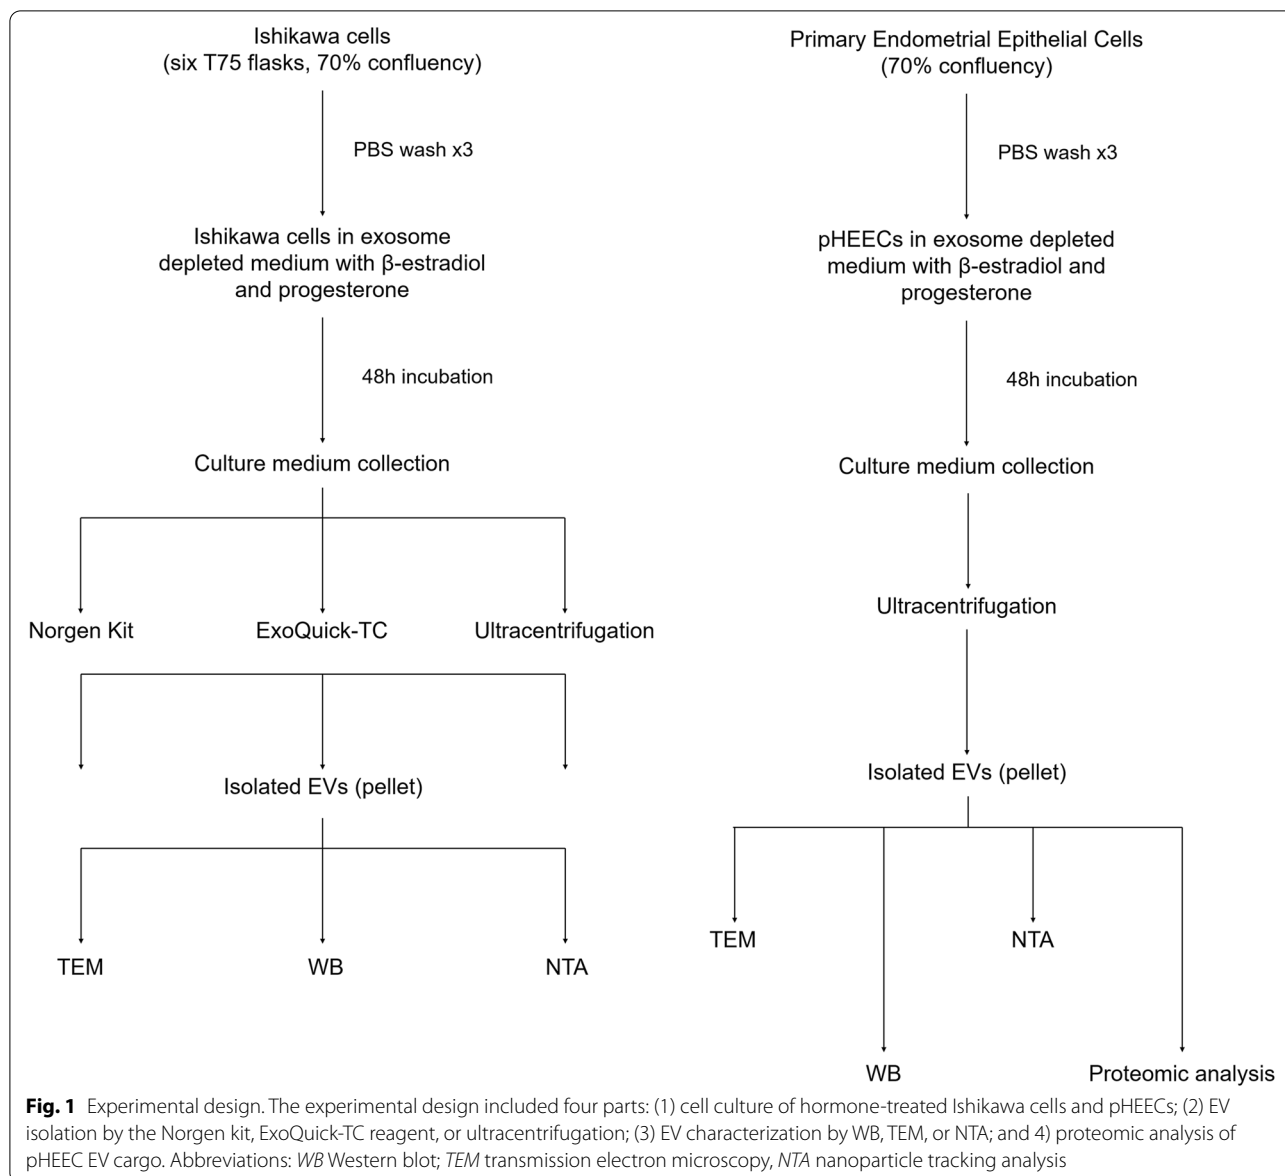 Ishikawa cells
(six T75 flasks, 70% confluency)
PBS wash x3
Ishikawa cells in exosome
depleted medium with β-estradiol
and progesterone
48h incubation
Culture medium collection
Norgen Kit
ExoQuick-TC
Ultracentrifugation
Isolated EVs (pellet)
TEM
WB
NTA
Primary Endometrial Epithelial Cells
(70% confluency)
PBS wash x3
pHEECs in exosome depleted
medium with β-estradiol and
progesterone
48h incubation
Culture medium collection
Ultracentrifugation
Isolated EVs (pellet)
TEM
NTA
WB
Proteomic analysis
Fig. 1 Experimental design. The experimental design included four parts: (1) cell culture of hormone-treated Ishikawa cells and pHEECs; (2) EV
isolation by the Norgen kit, ExoQuick-TC reagent, or ultracentrifugation; (3) EV characterization by WB, TEM, or NTA; and 4) proteomic analysis of
pHEEC EV cargo. Abbreviations: WB Western blot; TEM transmission electron microscopy, NTA nanoparticle tracking analysis